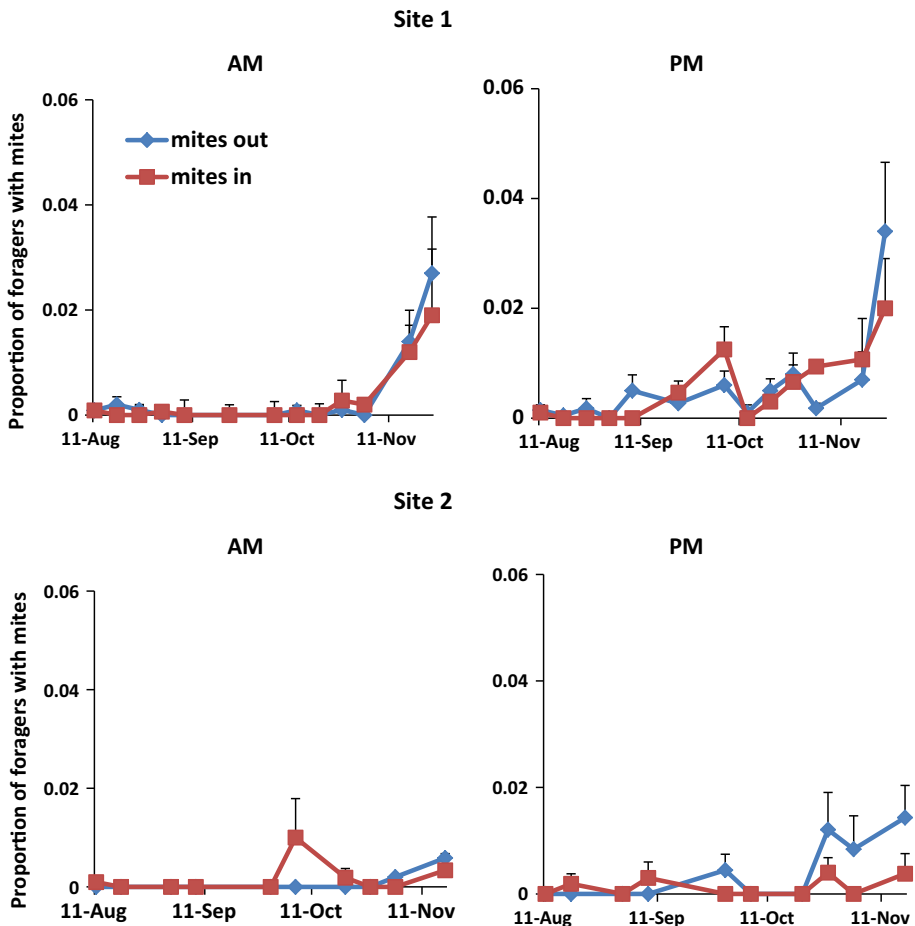 Site 1
AM
PM
Proportion of foragers with mites
0.06
0.04
0.02
0
mites out
mites in
11-Aug 11-Sep 11-Oct 11-Nov
0.06
0.04
0.02
0
11-Aug 11-Sep 11-Oct 11-Nov
Site 2
AM
PM
Proportion of foragers with mites
0.06
0.04
0.02
0
11-Aug 11-Sep 11-Oct 11-Nov
0.06
0.04
0.02
0
11-Aug 11-Sep 11-Oct 11-Nov